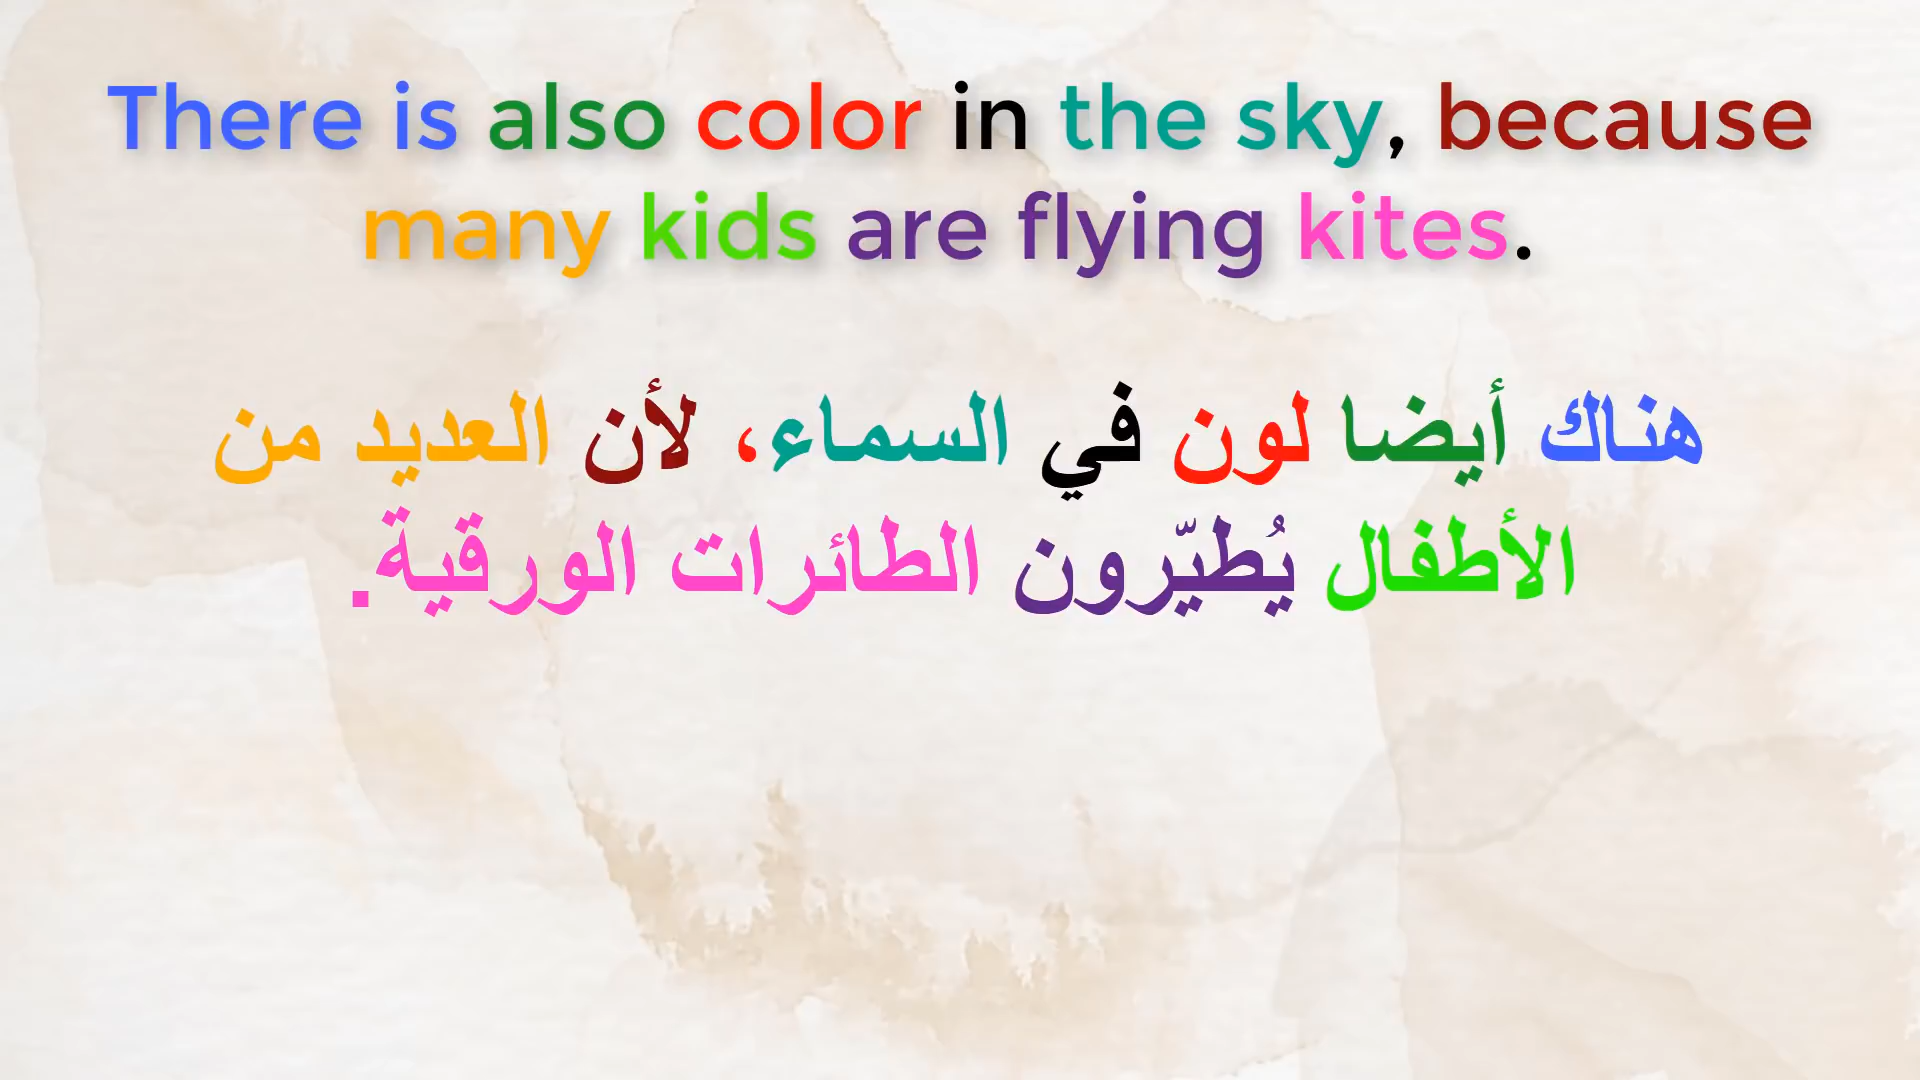 There is also color in the sky, because
many kids are flying kites.
هناك أيضا لون في السماء، لأن العديد من
الأطفال يُطيّرون الطائرات الورقية.